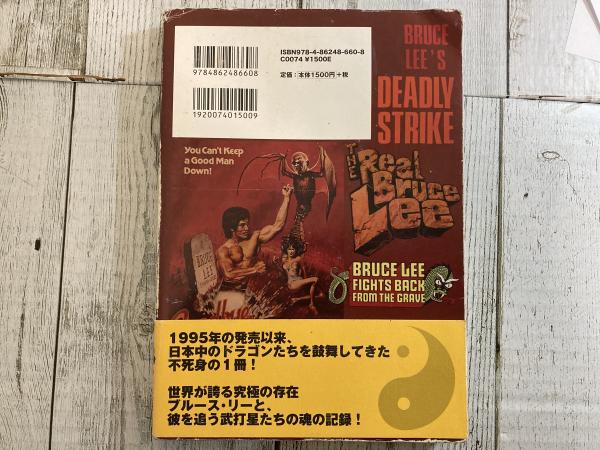 ISBN978-4-86248-660-8
C0074 ¥1500E
定価：本体1500円+税
9784862486608
1920074015009
BRUCE
LEE'S
DEADLY
STRIKE
You Can't Keep
a Good Man
Down!
THE
Real
Bruce
Lee
BRUCE
LEE
BRUCE LEE
FIGHTS BACK
FROM THE GRAVE
Goodbye
1995年の発売以来、
日本中のドラゴンたちを鼓舞してきた
不死身の1冊！
世界が誇る究極の存在
ブルース・リーと、
彼を追う武打星たちの魂の記録！